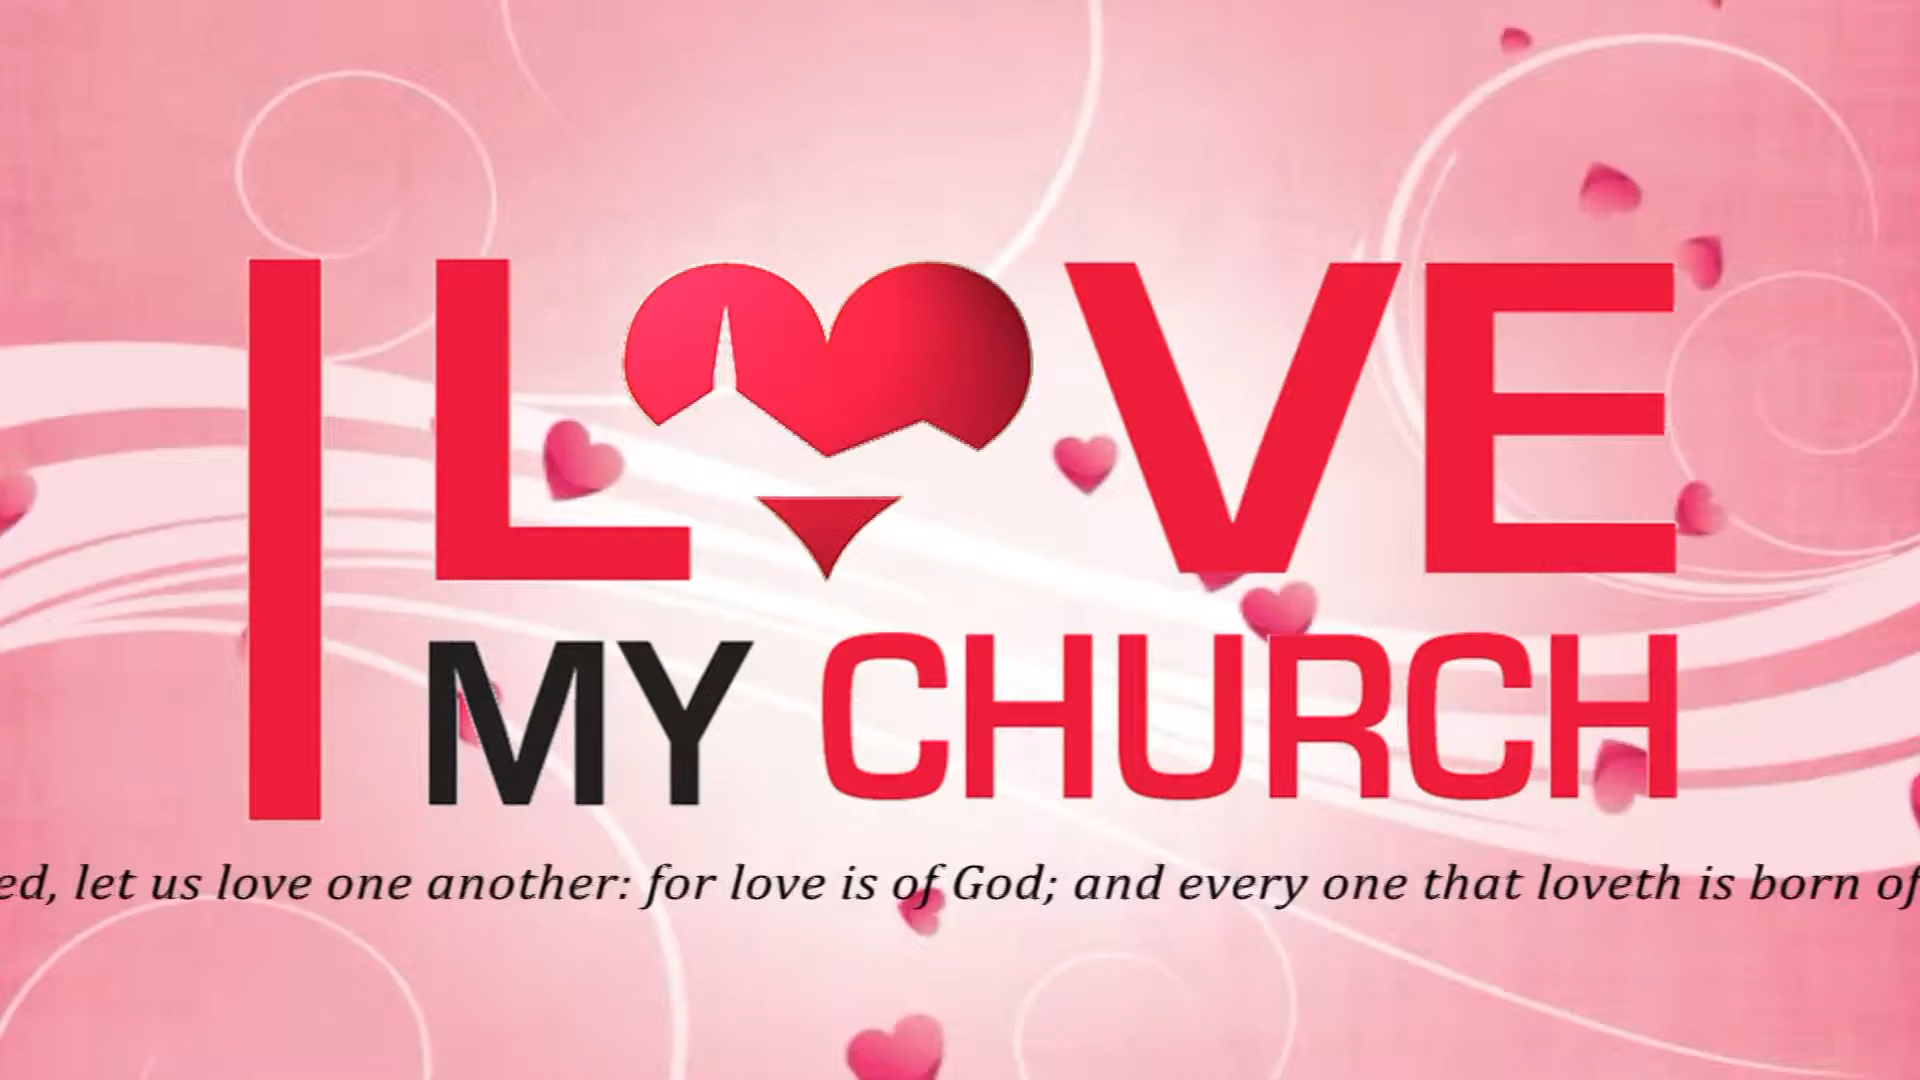 I LOVE
MY CHURCH
ed, let us love one another: for love is of God; and every one that loveth is born of